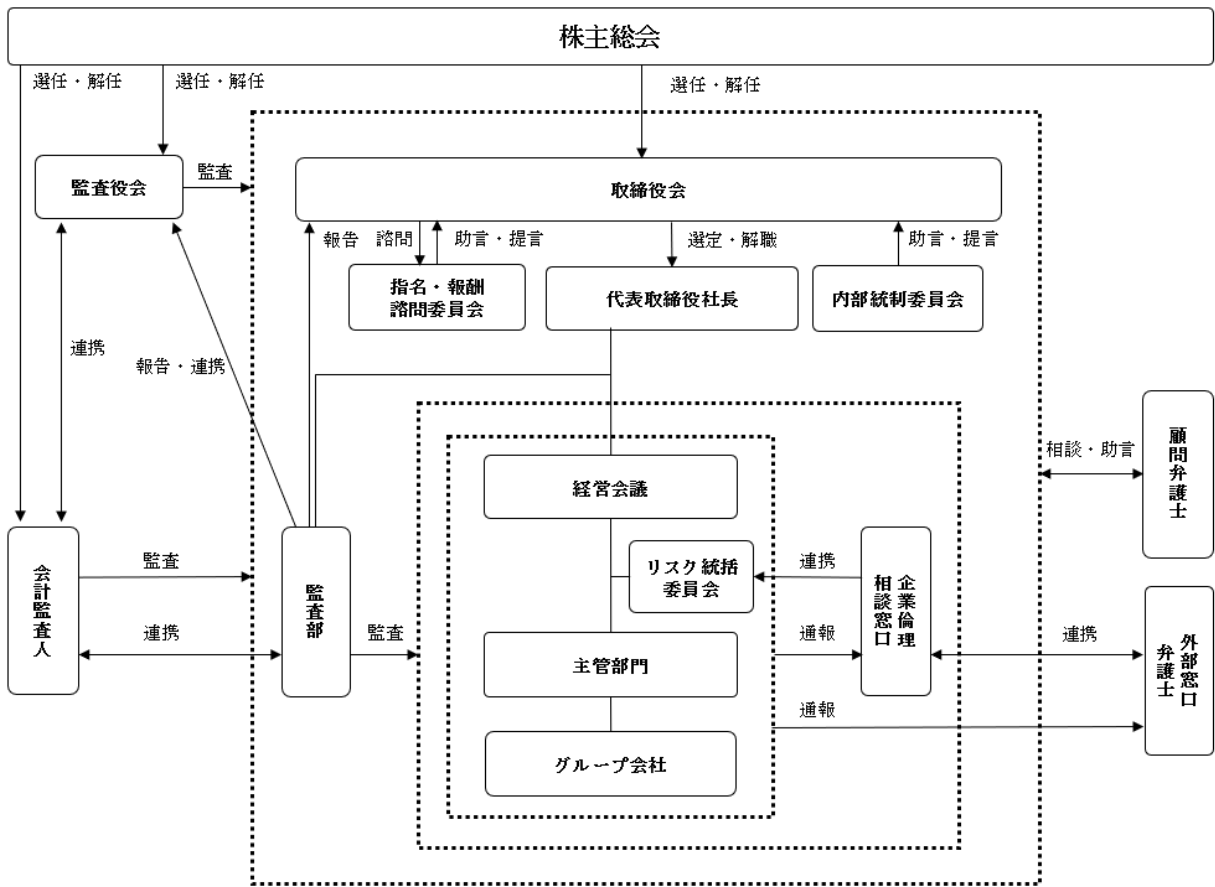 株主総会
選任・解任
選任・解任
選任・解任
監査役会
監査
取締役会
報告
諮問
助言・提言
選定・解職
助言・提言
指名・報酬
諮問委員会
代表取締役社長
内部統制委員会
連携
報告・連携
顧問弁護士
相談・助言
経営会議
リスク統括
委員会
連携
企業倫理
相談窓口
会計監査人
監査
連携
監査部
監査
主管部門
通報
連携
外部窓口
弁護士
通報
グループ会社